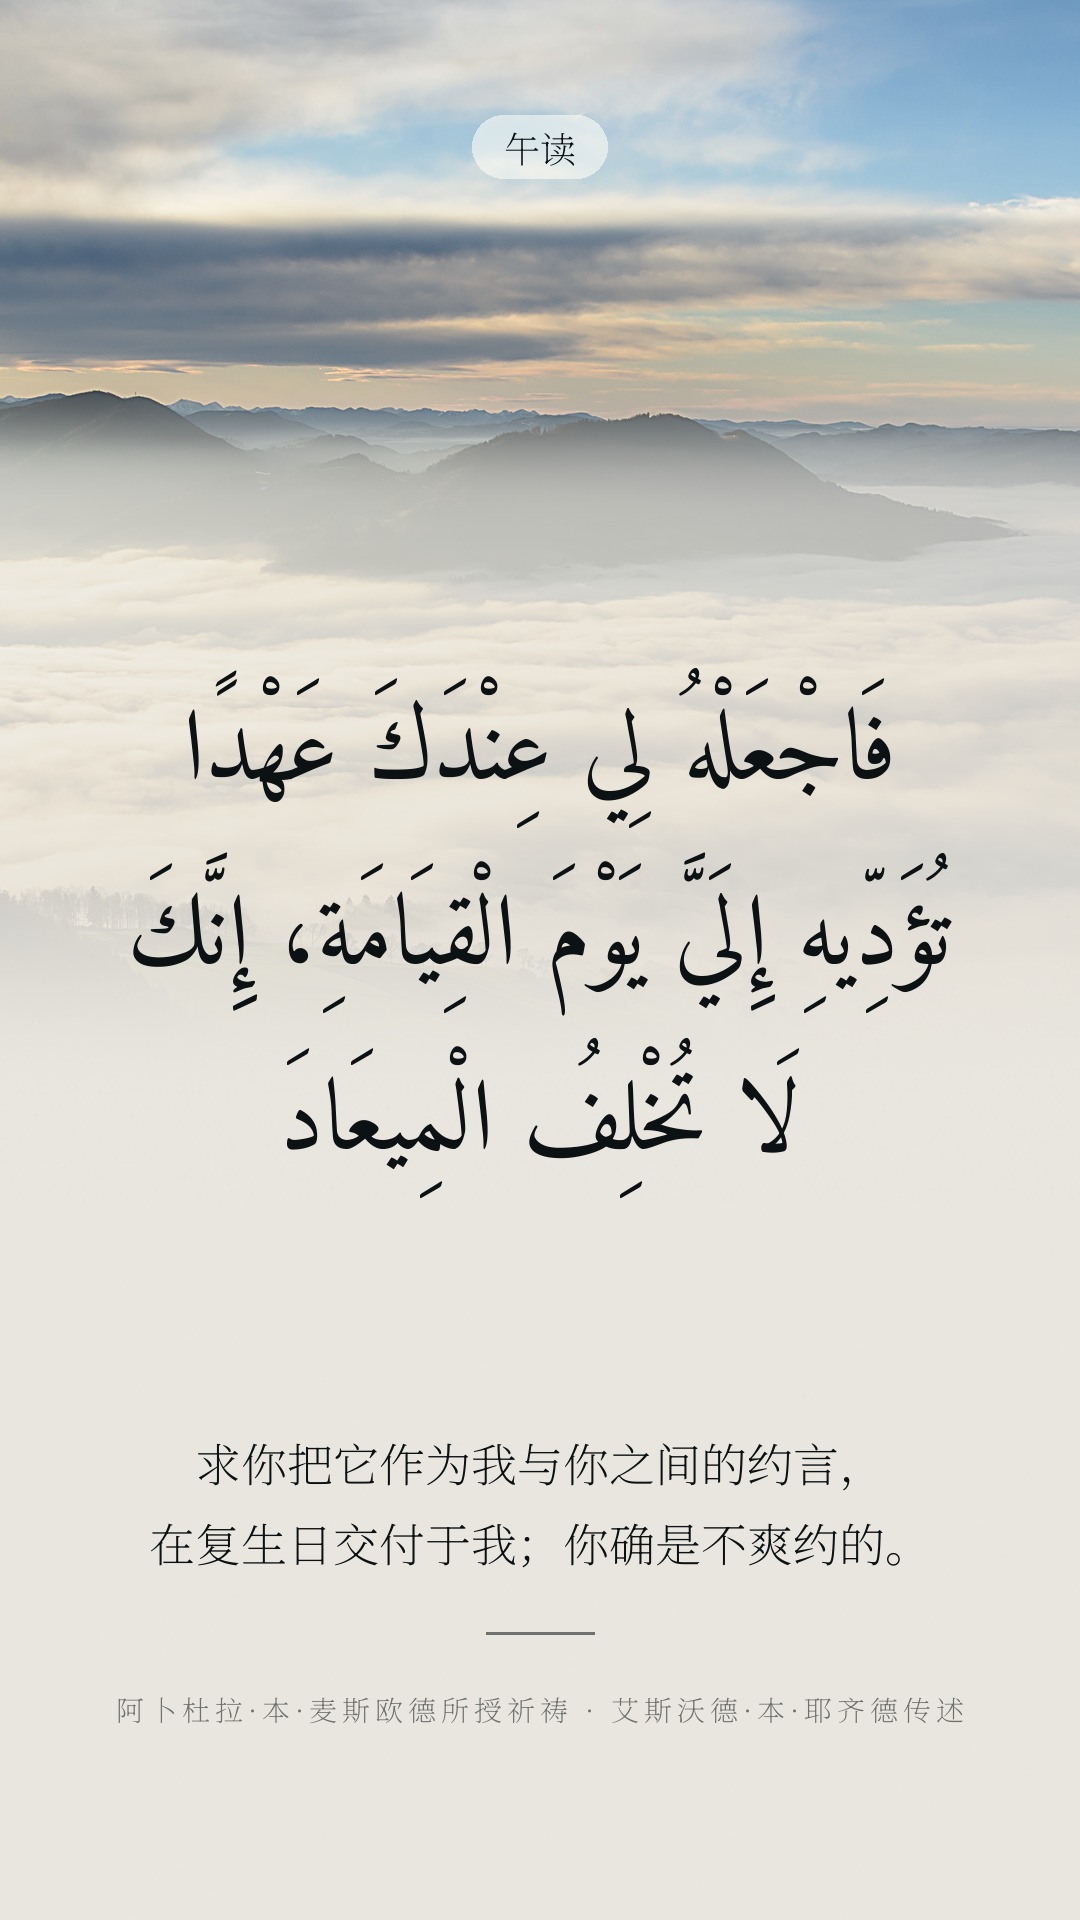 午读
فَاجْعَلْهُ لِي عِنْدَكَ عَهْدًا
تُؤَدِّيهِ إِلَيَّ يَوْمَ الْقِيَامَةِ، إِنَّكَ
لَا تُخْلِفُ الْمِيعَادَ
求你把它作为我与你之间的约言，
在复生日交付于我；你确是不爽约的。
阿卜杜拉·本·麦斯欧德所授祈祷 · 艾斯沃德·本·耶齐德传述